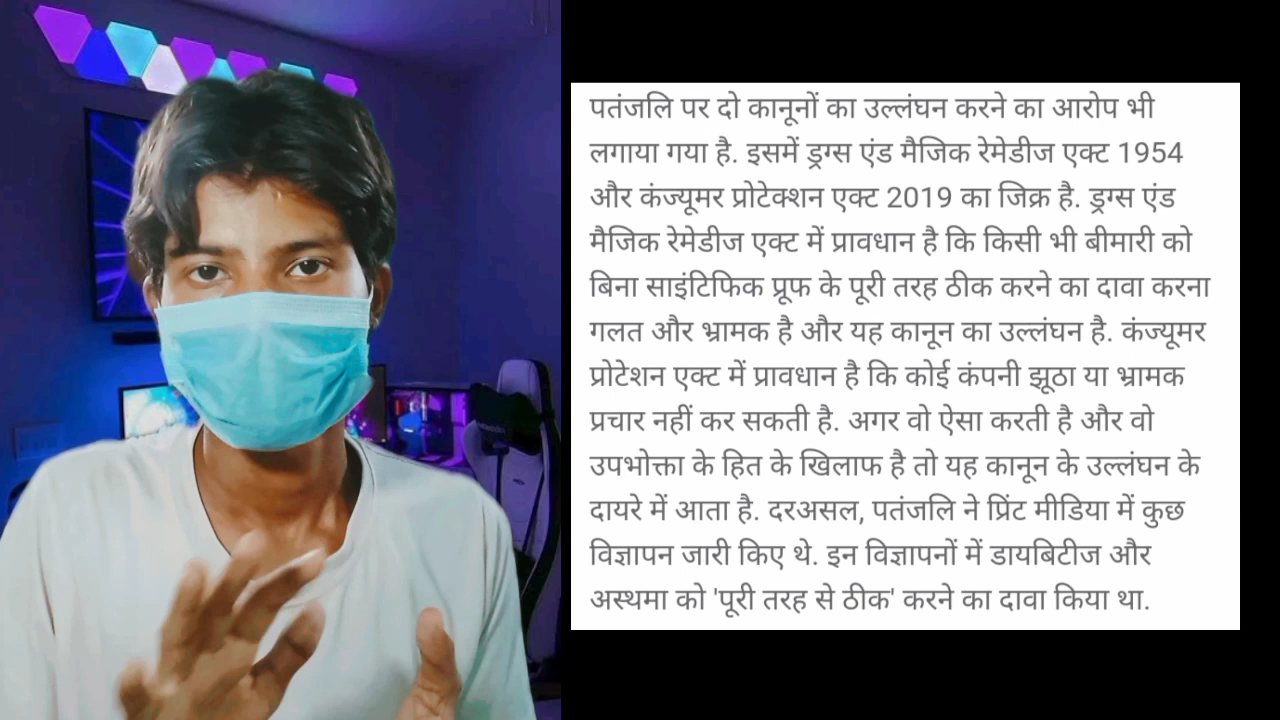 पतंजलि पर दो कानूनों का उल्लंघन करने का आरोप भी
लगाया गया है. इसमें ड्रग्स एंड मैजिक रेमेडीज एक्ट 1954
और कंज्यूमर प्रोटेक्शन एक्ट 2019 का जिक्र है. ड्रग्स एंड
मैजिक रेमेडीज एक्ट में प्रावधान है कि किसी भी बीमारी को
बिना साइंटिफिक प्रूफ के पूरी तरह ठीक करने का दावा करना
गलत और भ्रामक है और यह कानून का उल्लंघन है. कंज्यूमर
प्रोटेशन एक्ट में प्रावधान है कि कोई कंपनी झूठा या भ्रामक
प्रचार नहीं कर सकती है. अगर वो ऐसा करती है और वो
उपभोक्ता के हित के खिलाफ है तो यह कानून के उल्लंघन के
दायरे में आता है. दरअसल, पतंजलि ने प्रिंट मीडिया में कुछ
विज्ञापन जारी किए थे. इन विज्ञापनों में डायबिटीज और
अस्थमा को 'पूरी तरह से ठीक' करने का दावा किया था.